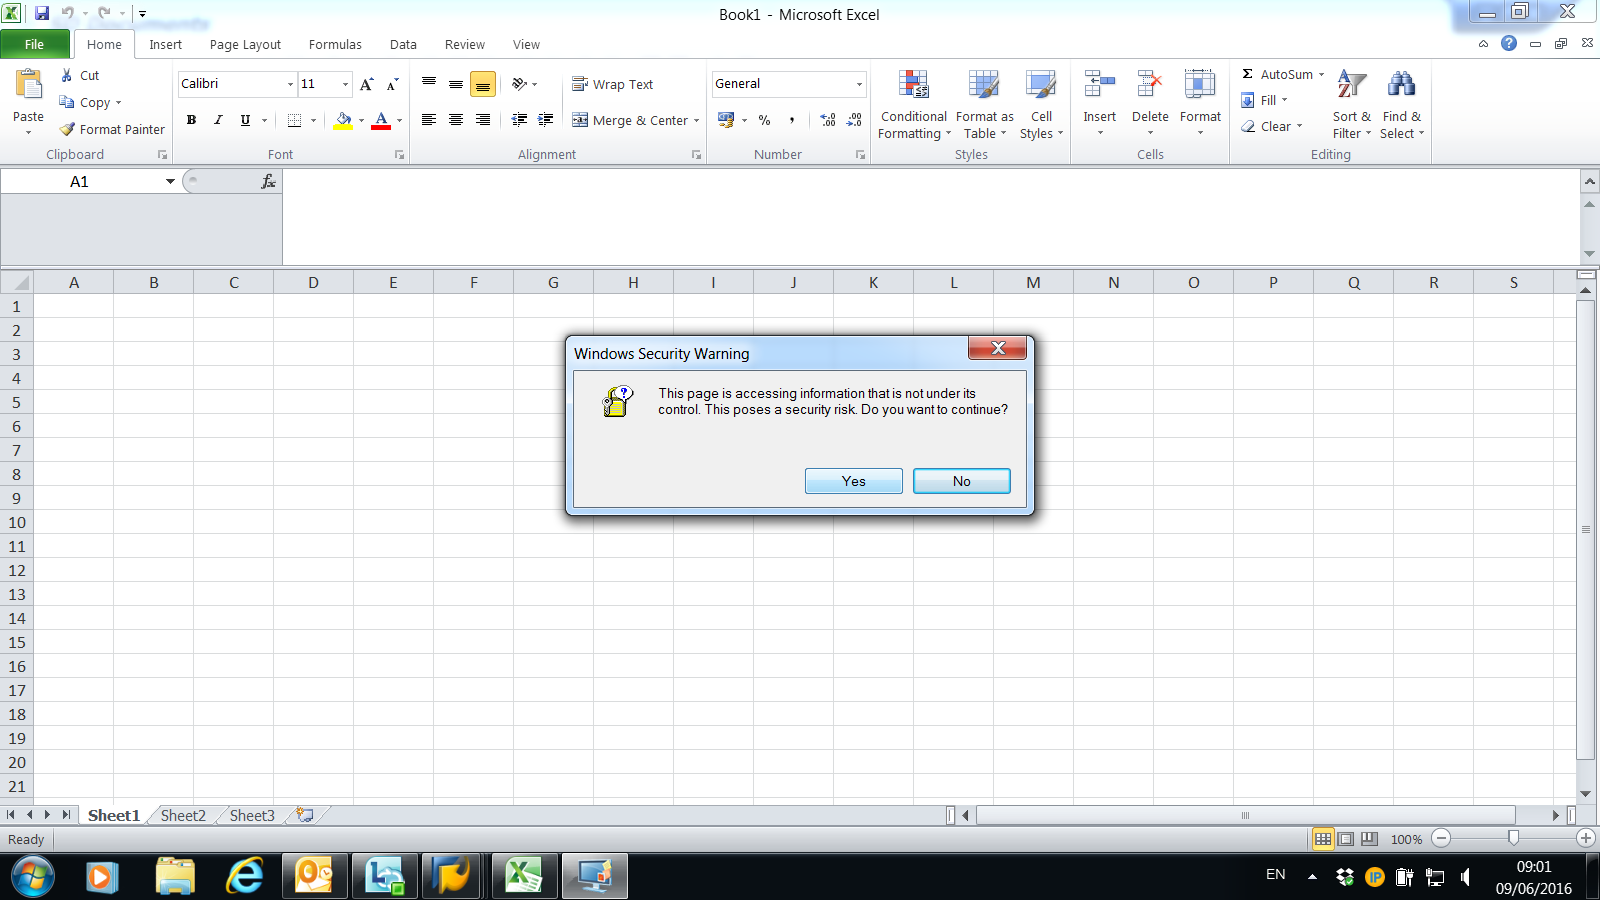 Book1 - Microsoft Excel
File Home Insert Page Layout Formulas Data Review View
Paste
Cut
Copy
Format Painter
Clipboard
Calibri 11
B I U A
Font
Wrap Text
Merge & Center
Alignment
General
% ,
Number
Conditional Formatting
Format as Table
Cell Styles
Styles
Insert Delete Format
Cells
Σ AutoSum
Fill
Clear
Sort & Filter
Find & Select
Editing
A1 fx
A B C D E F G H I J K L M N O P Q R S
1
2
3
4
5
6
7
8
9
10
11
12
13
14
15
16
17
18
19
20
21
Windows Security Warning
This page is accessing information that is not under its
control. This poses a security risk. Do you want to continue?
Yes No
Sheet1 Sheet2 Sheet3
Ready 100%
EN 09:01
09/06/2016